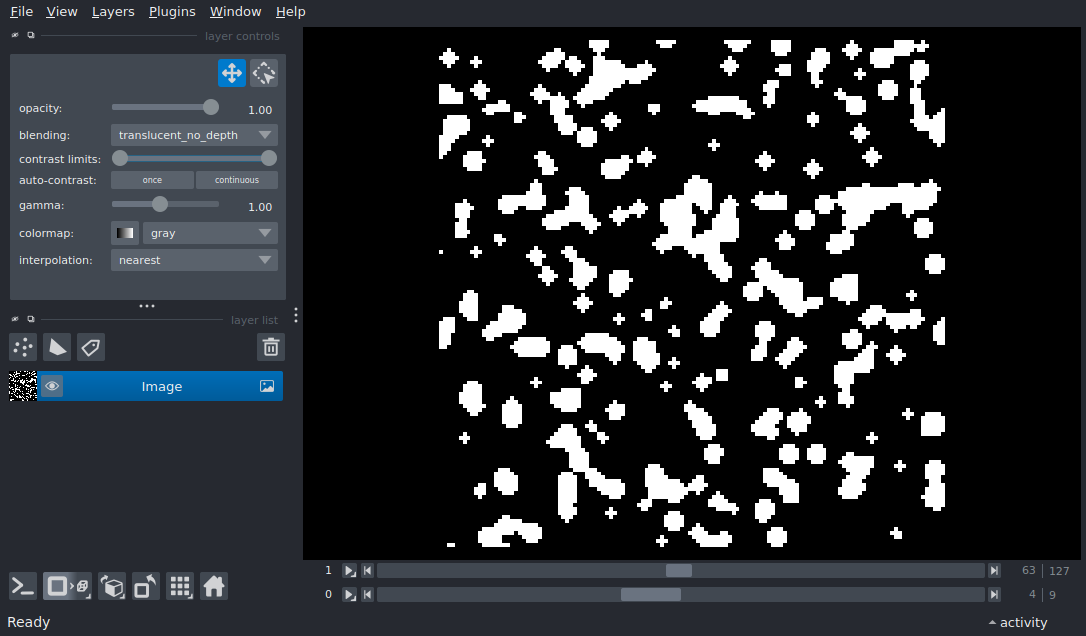 File View Layers Plugins Window Help
layer controls
opacity: 1.00
blending: translucent_no_depth
contrast limits:
auto-contrast: once continuous
gamma: 1.00
colormap: gray
interpolation: nearest
layer list
Image
1 63 127
0 4 9
Ready activity